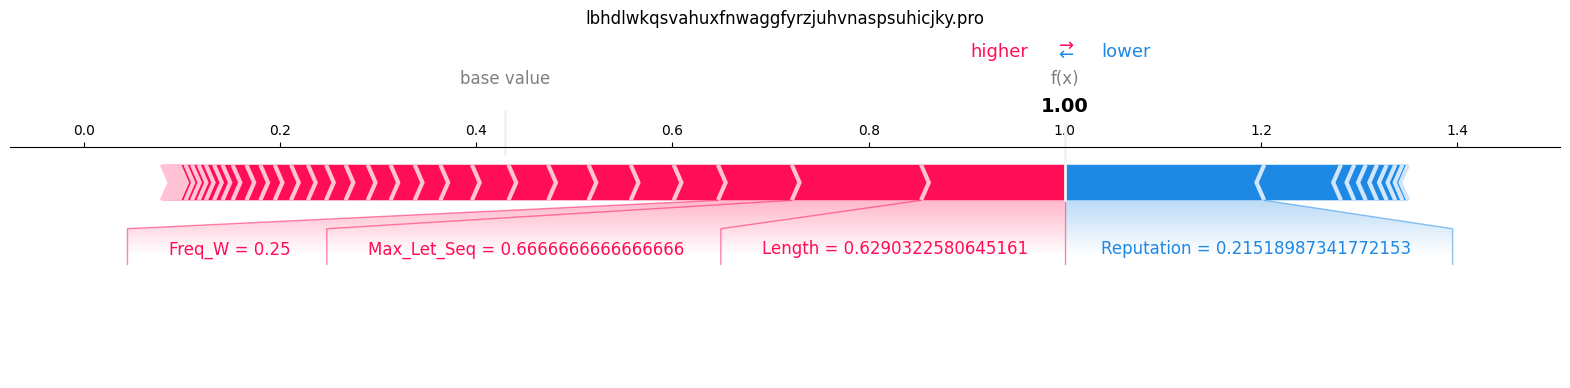 lbhdlwkqsvahuxfnwaggfyrzjuhvnaspsuhicjky.pro
higher ⇄ lower
base value f(x)
1.00
0.0 0.2 0.4 0.6 0.8 1.0 1.2 1.4
Freq_W = 0.25 Max_Let_Seq = 0.6666666666666666 Length = 0.6290322580645161 Reputation = 0.21518987341772153